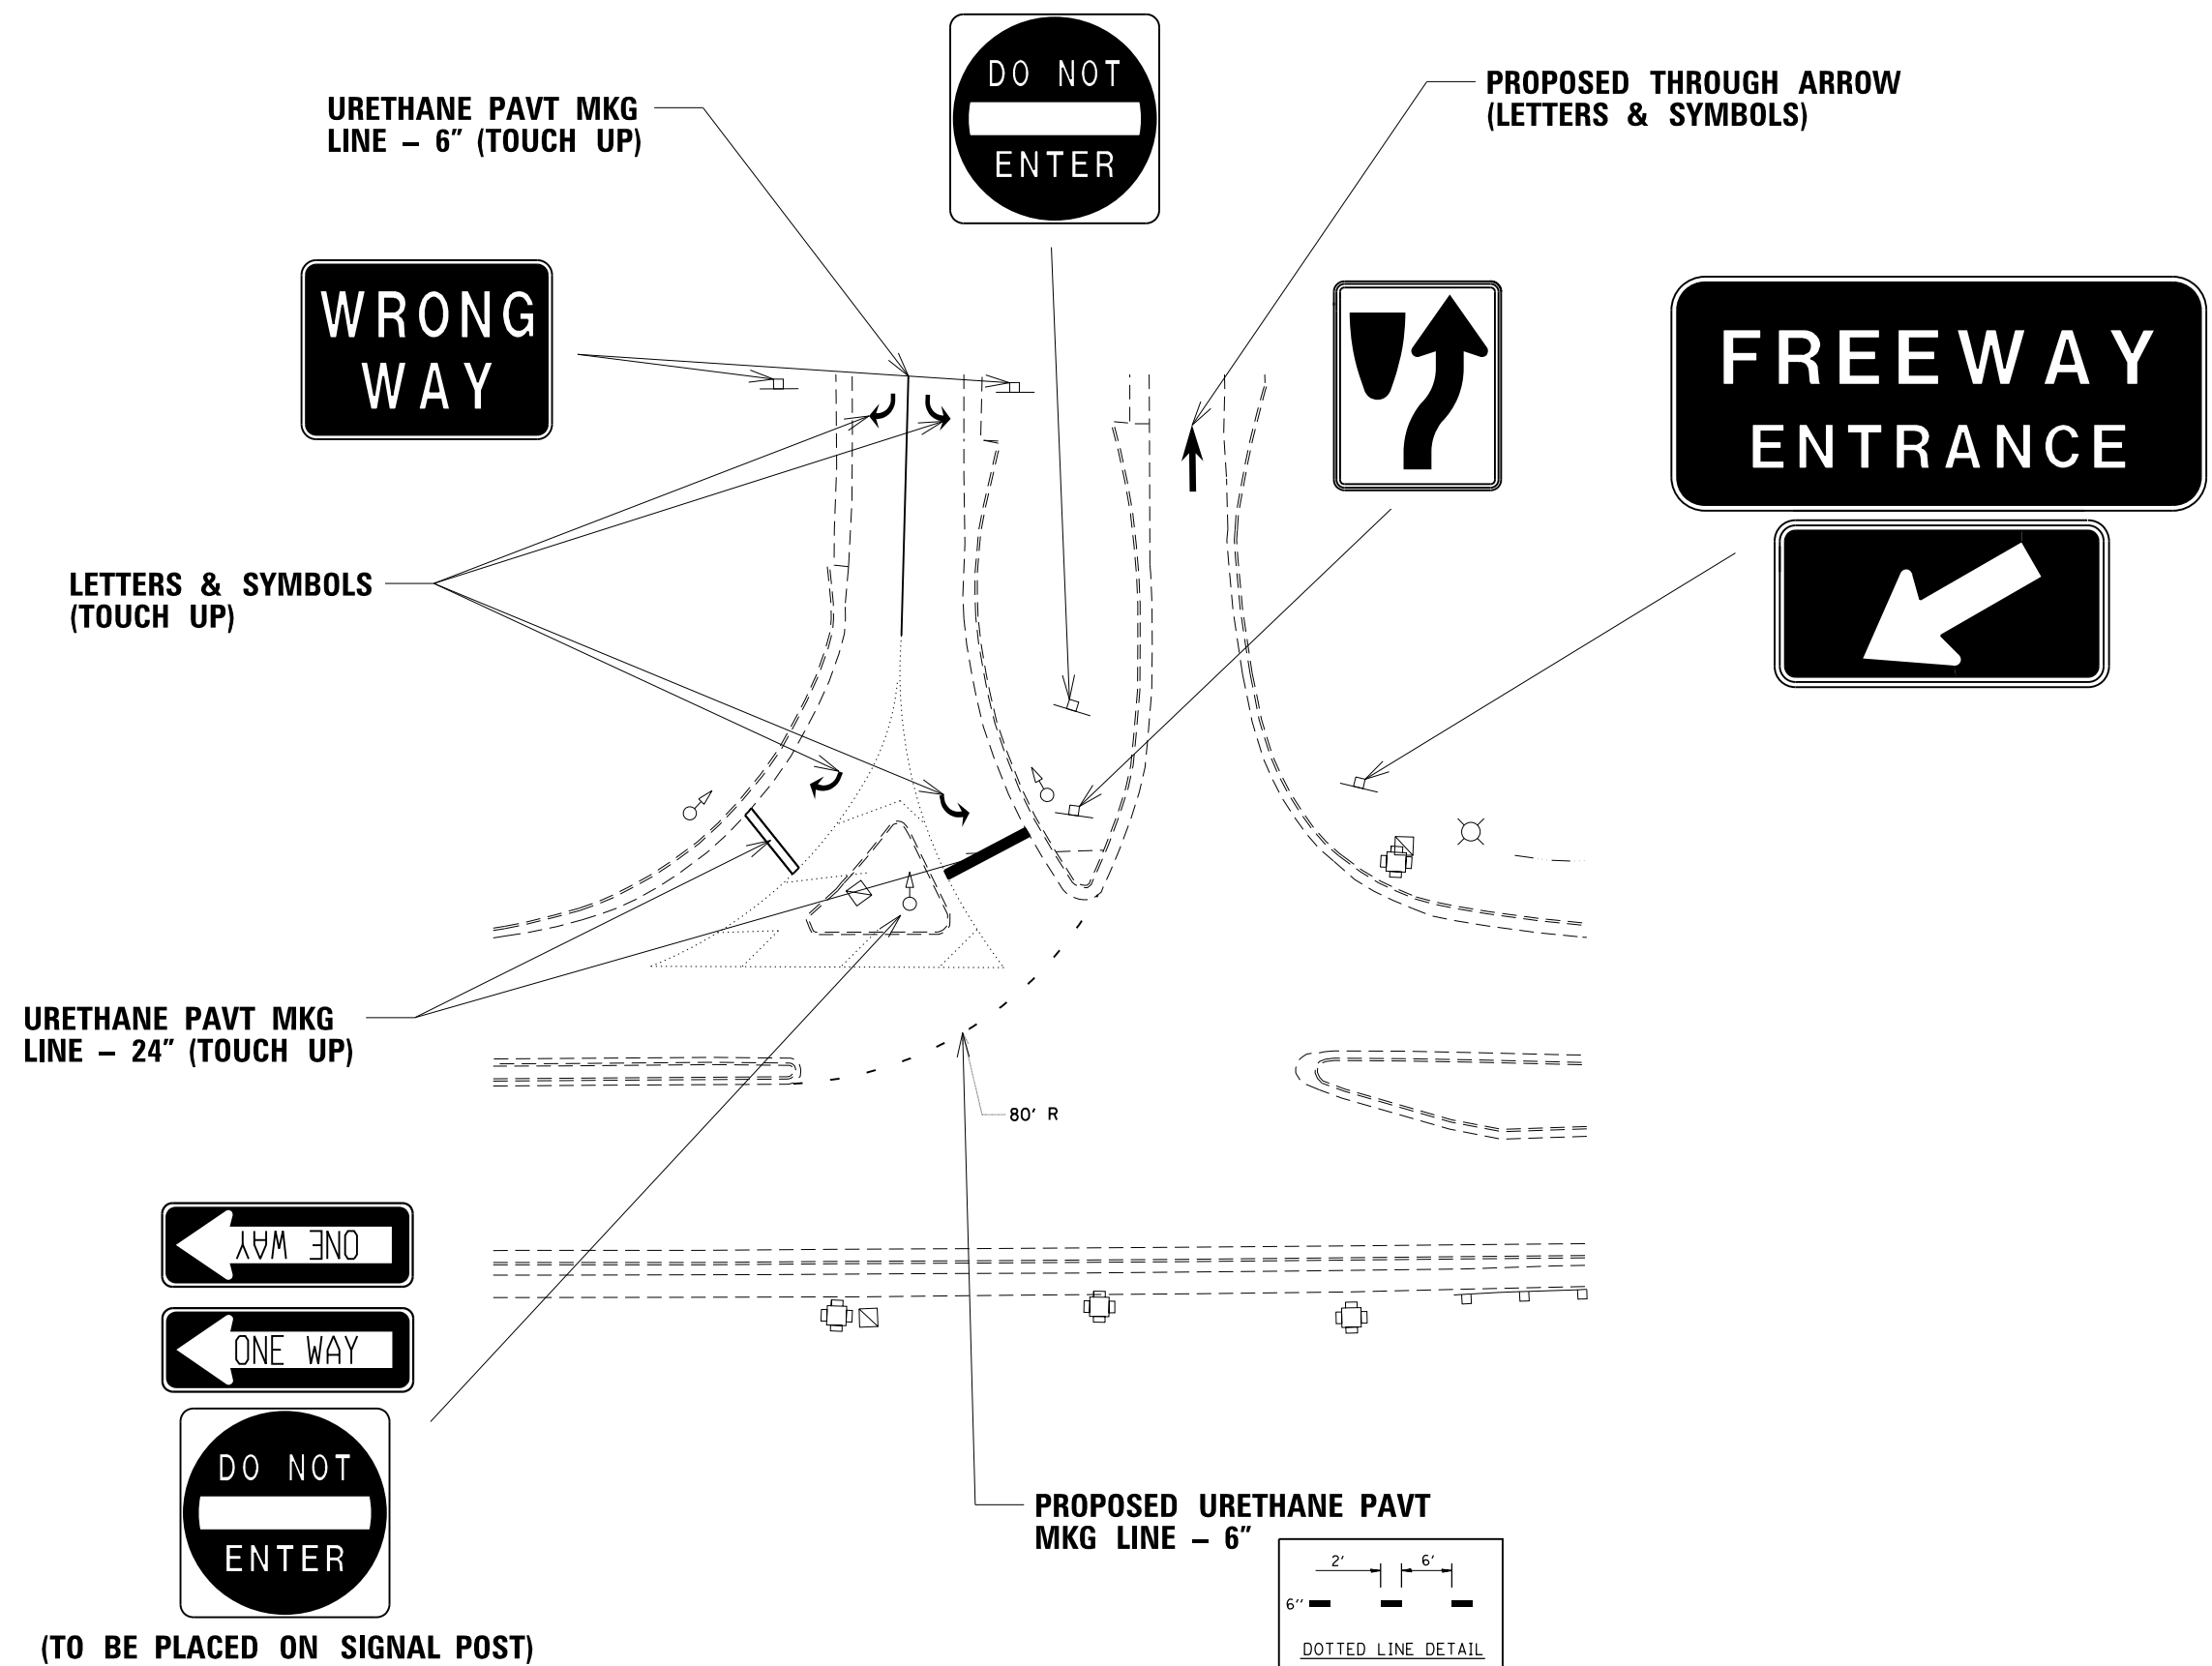 DO NOT
ENTER
URETHANE PAVT MKG
LINE – 6" (TOUCH UP)
PROPOSED THROUGH ARROW
(LETTERS & SYMBOLS)
WRONG
WAY
FREEWAY
ENTRANCE
LETTERS & SYMBOLS
(TOUCH UP)
URETHANE PAVT MKG
LINE – 24" (TOUCH UP)
80' R
ONE WAY
ONE WAY
DO NOT
ENTER
(TO BE PLACED ON SIGNAL POST)
PROPOSED URETHANE PAVT
MKG LINE – 6"
2' 6'
6''
DOTTED LINE DETAIL